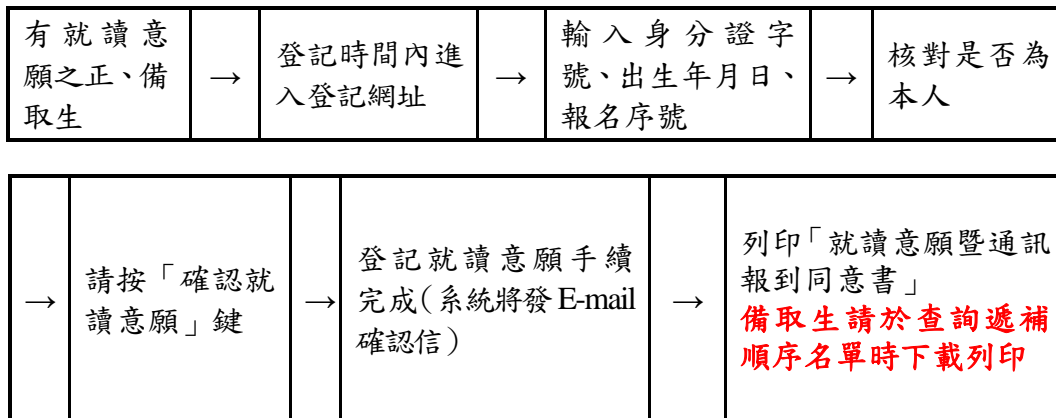 有就讀意
願之正、備
取生
→
登記時間內進
入登記網址
→
輸入身分證字
號、出生年月日、
報名序號
→
核對是否為
本人
→
請按「確認就
讀意願」鍵
→
登記就讀意願手續
完成(系統將發 E-mail
確認信)
→
列印「就讀意願暨通訊
報到同意書」
備取生請於查詢遞補
順序名單時下載列印